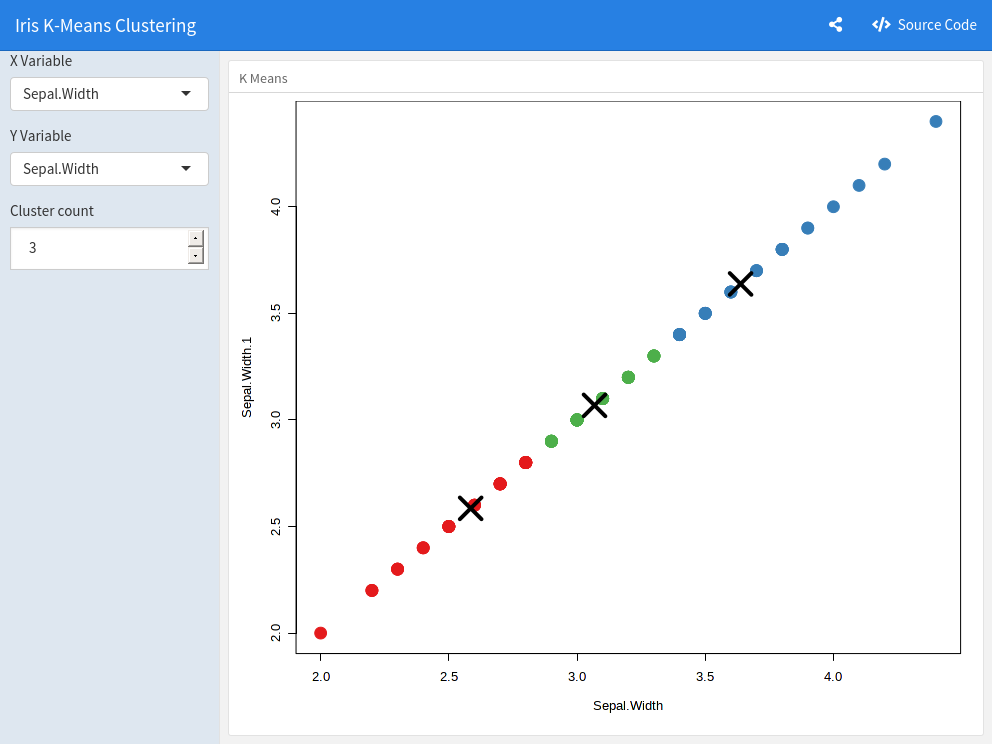 Iris K-Means Clustering
Source Code
X Variable
Sepal.Width
Y Variable
Sepal.Width
Cluster count
3
K Means
Sepal.Width.1
4.0
3.5
3.0
2.5
2.0
2.0 2.5 3.0 3.5 4.0
Sepal.Width